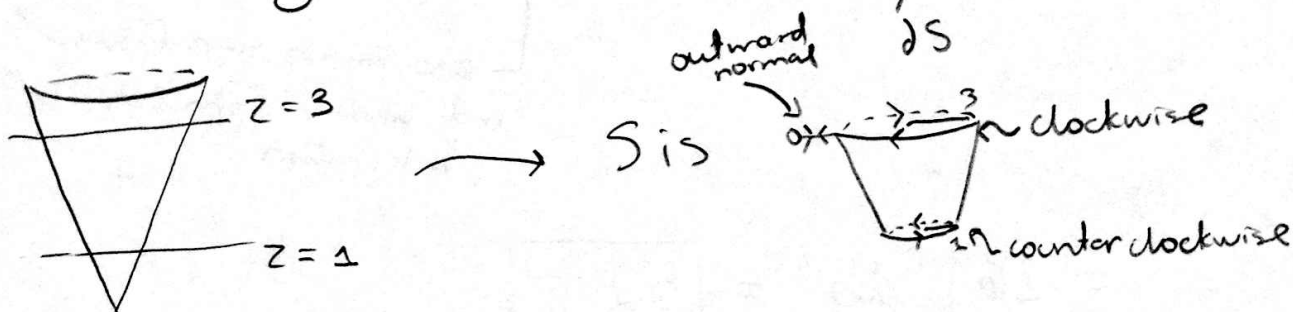 ∂S
outward
normal
z = 3
3
clockwise
S is
z = 1
1
counter clockwise